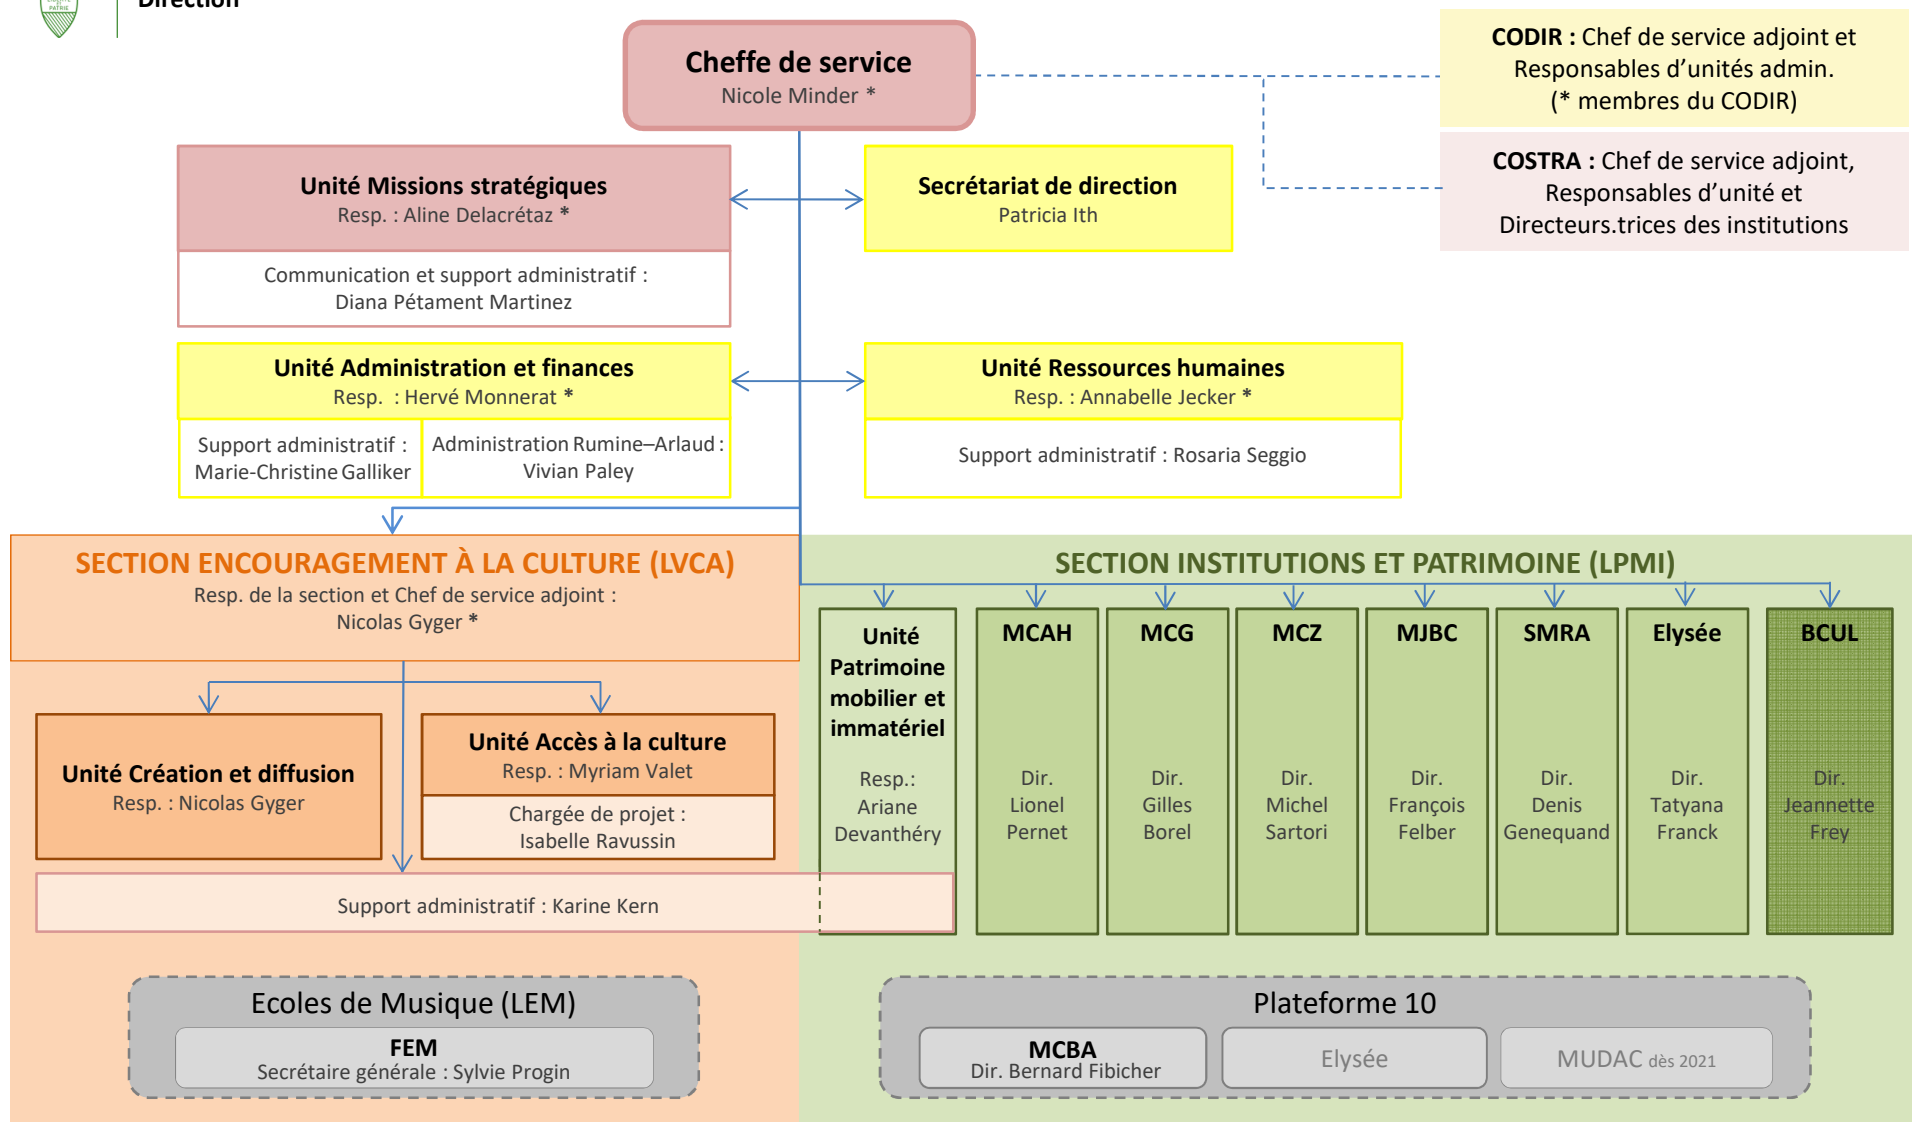 PATRIE
Direction
Cheffe de service
Nicole Minder *
CODIR : Chef de service adjoint et
Responsables d’unités admin.
(* membres du CODIR)
COSTRA : Chef de service adjoint,
Responsables d’unité et
Directeurs.trices des institutions
Unité Missions stratégiques
Resp. : Aline Delacrétaz *
Communication et support administratif :
Diana Pétament Martinez
Secrétariat de direction
Patricia Ith
Unité Administration et finances
Resp. : Hervé Monnerat *
Support administratif :
Marie-Christine Galliker
Administration Rumine–Arlaud :
Vivian Paley
Unité Ressources humaines
Resp. : Annabelle Jecker *
Support administratif : Rosaria Seggio
SECTION ENCOURAGEMENT À LA CULTURE (LVCA)
Resp. de la section et Chef de service adjoint :
Nicolas Gyger *
Unité Création et diffusion
Resp. : Nicolas Gyger
Unité Accès à la culture
Resp. : Myriam Valet
Chargée de projet :
Isabelle Ravussin
Support administratif : Karine Kern
SECTION INSTITUTIONS ET PATRIMOINE (LPMI)
Unité
Patrimoine
mobilier et
immatériel
Resp.:
Ariane
Devanthéry
MCAH
Dir.
Lionel
Pernet
MCG
Dir.
Gilles
Borel
MCZ
Dir.
Michel
Sartori
MJBC
Dir.
François
Felber
SMRA
Dir.
Denis
Genequand
Elysée
Dir.
Tatyana
Franck
BCUL
Dir.
Jeannette
Frey
Ecoles de Musique (LEM)
FEM
Secrétaire générale : Sylvie Progin
Plateforme 10
MCBA
Dir. Bernard Fibicher
Elysée
MUDAC dès 2021